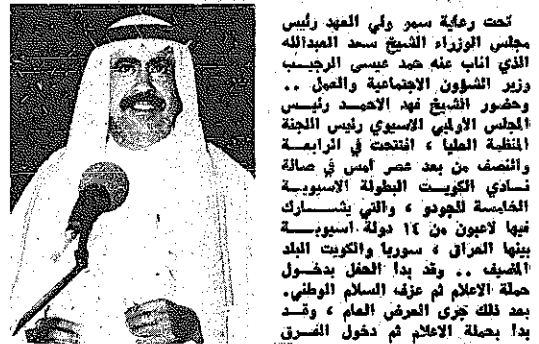 تحت رعاية سمو ولي العهد رئيس
مجلس الوزراء الشيخ سعد العبدالله
الذي اناب عنه حمد عيسى الرجيب
وزير الشؤون الاجتماعية والعمل ..
وحضور الشيخ فهد الاحمد رئيس
المجلس الاولمبي الاسيوي رئيس اللجنة
المنظمة العليا ، افتتحت في الرابعة
والنصف من بعد عصر امس في صالة
نادي الكويت البطولة الاسيوية
الخامسة للجودو ، والتي يشارك
فيها لاعبون من ١٤ دولة اسيوية
بينها العراق ، سوريا والكويت البلد
المضيف .. وقد بدا الحفل بدخول
حملة الاعلام ثم عزف السلام الوطني.
بعد ذلك جرى العرض العام ، وقد
بدا بحملة الاعلام ثم دخول الفرق